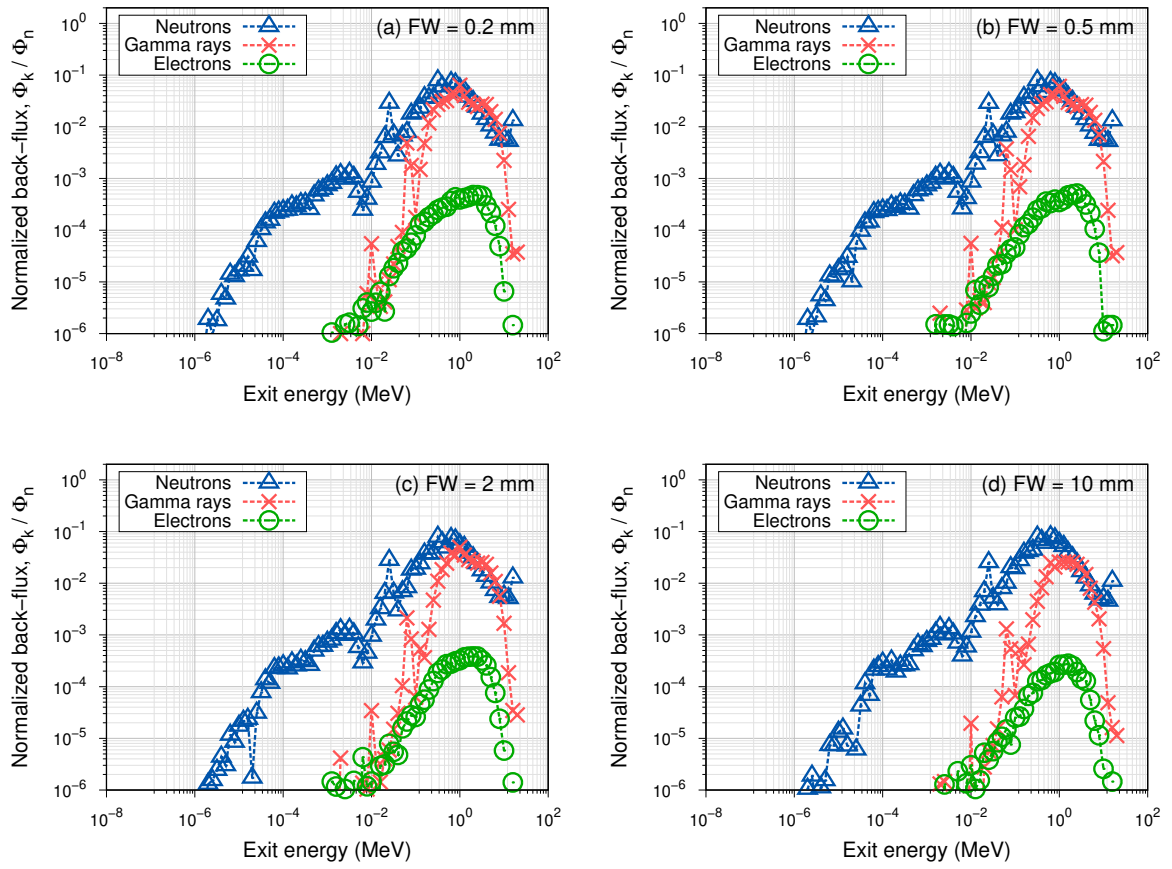 (a) FW = 0.2 mm
Neutrons
Gamma rays
Electrons
Normalized back−flux, Φk / Φn
10^0
10^−1
10^−2
10^−3
10^−4
10^−5
10^−6
10^−8 10^−6 10^−4 10^−2 10^0 10^2
Exit energy (MeV)
(b) FW = 0.5 mm
Neutrons
Gamma rays
Electrons
Normalized back−flux, Φk / Φn
10^0
10^−1
10^−2
10^−3
10^−4
10^−5
10^−6
10^−8 10^−6 10^−4 10^−2 10^0 10^2
Exit energy (MeV)
(c) FW = 2 mm
Neutrons
Gamma rays
Electrons
Normalized back−flux, Φk / Φn
10^0
10^−1
10^−2
10^−3
10^−4
10^−5
10^−6
10^−8 10^−6 10^−4 10^−2 10^0 10^2
Exit energy (MeV)
(d) FW = 10 mm
Neutrons
Gamma rays
Electrons
Normalized back−flux, Φk / Φn
10^0
10^−1
10^−2
10^−3
10^−4
10^−5
10^−6
10^−8 10^−6 10^−4 10^−2 10^0 10^2
Exit energy (MeV)